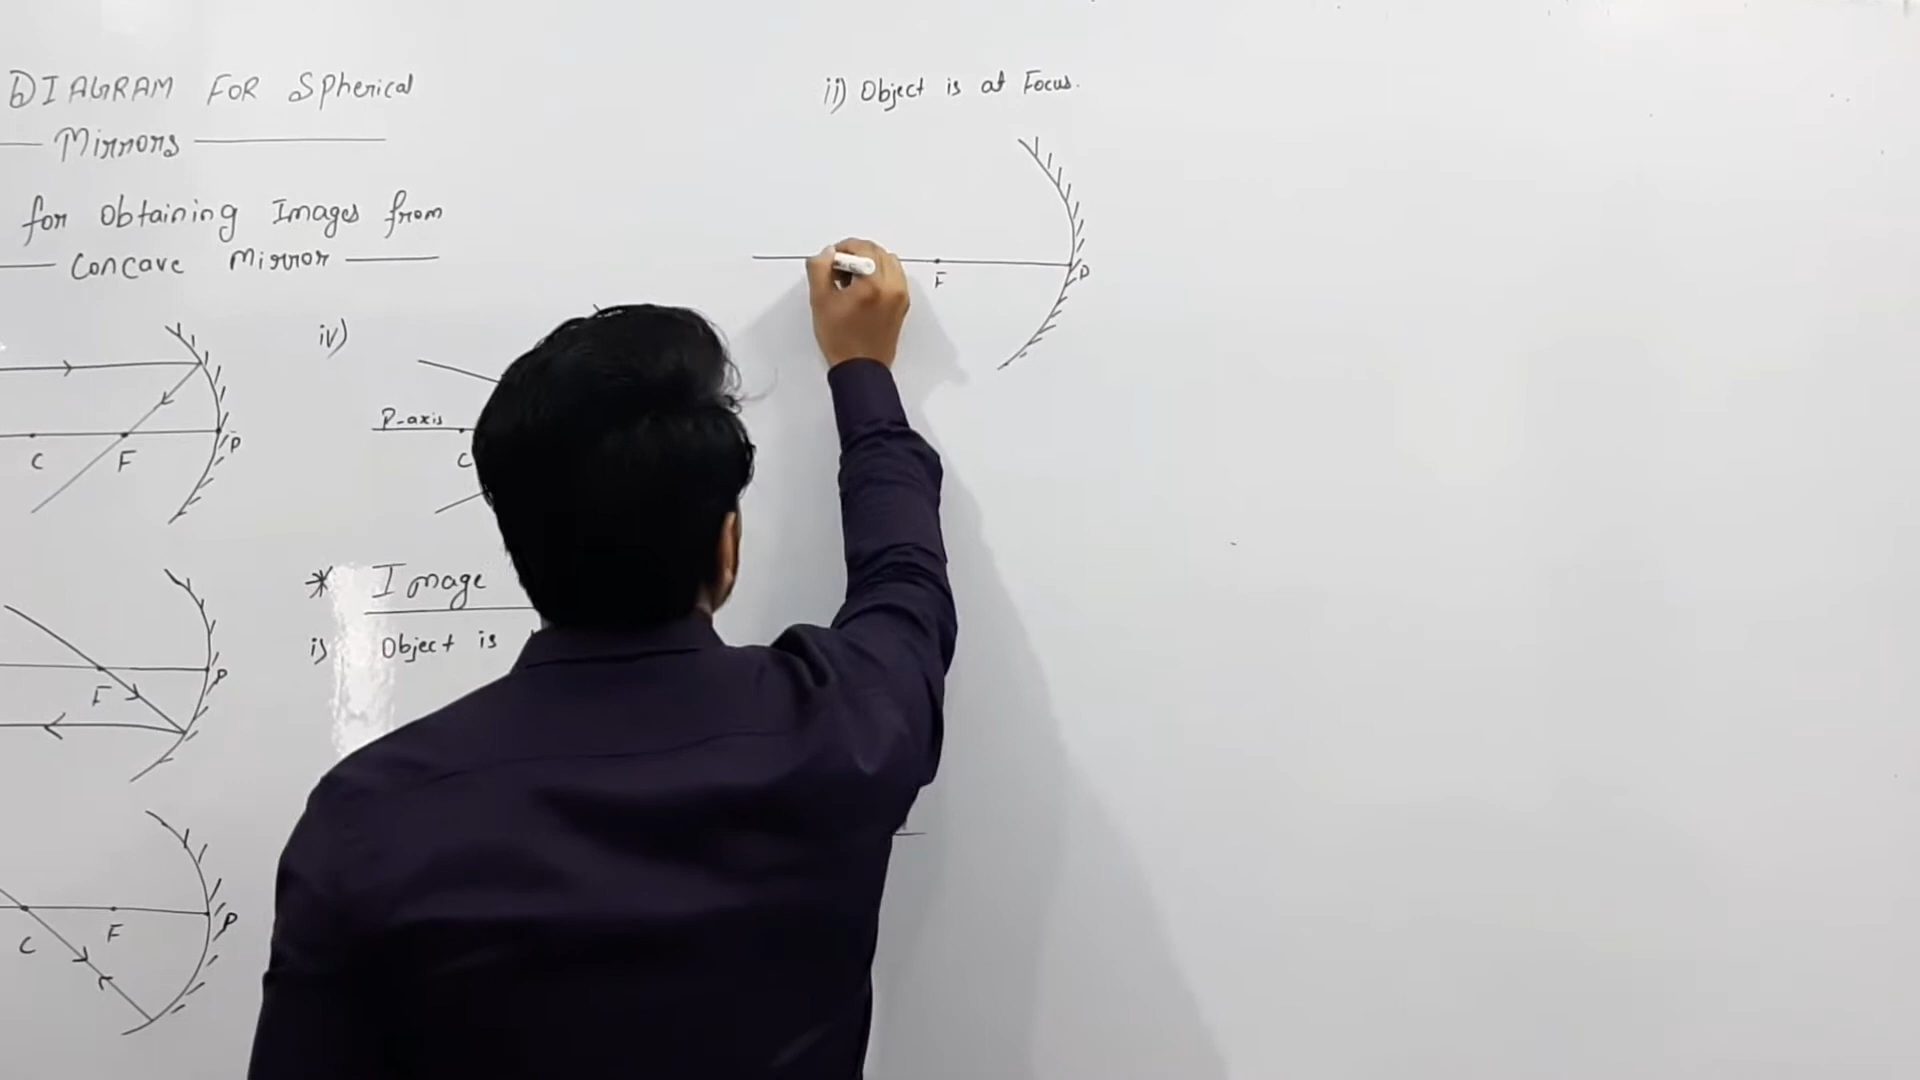 DIAGRAM FOR Spherical
Mirrors
for Obtaining Images from
Concave Mirror
C F P
F P
C F P
iv)
P-axis
C
* Image
i) Object is
ii) Object is at Focus.
F P